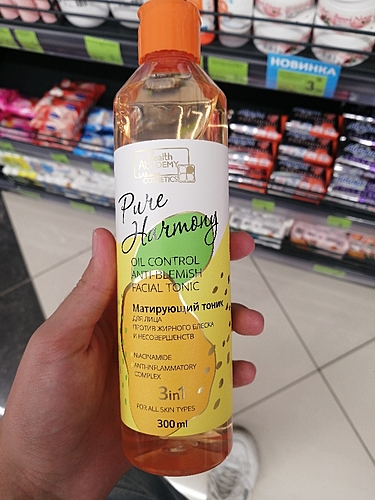 Health
ACADEMY
COSMETICS
Pure
Harmony
OIL CONTROL
ANTI-BLEMISH
FACIAL TONIC
Матирующий тоник
ДЛЯ ЛИЦА
ПРОТИВ ЖИРНОГО БЛЕСКА
И НЕСОВЕРШЕНСТВ
NIACINAMIDE
ANTI-INFLAMMATORY
COMPLEX
3in1
FOR ALL SKIN TYPES
300 ml
НОВИНКА